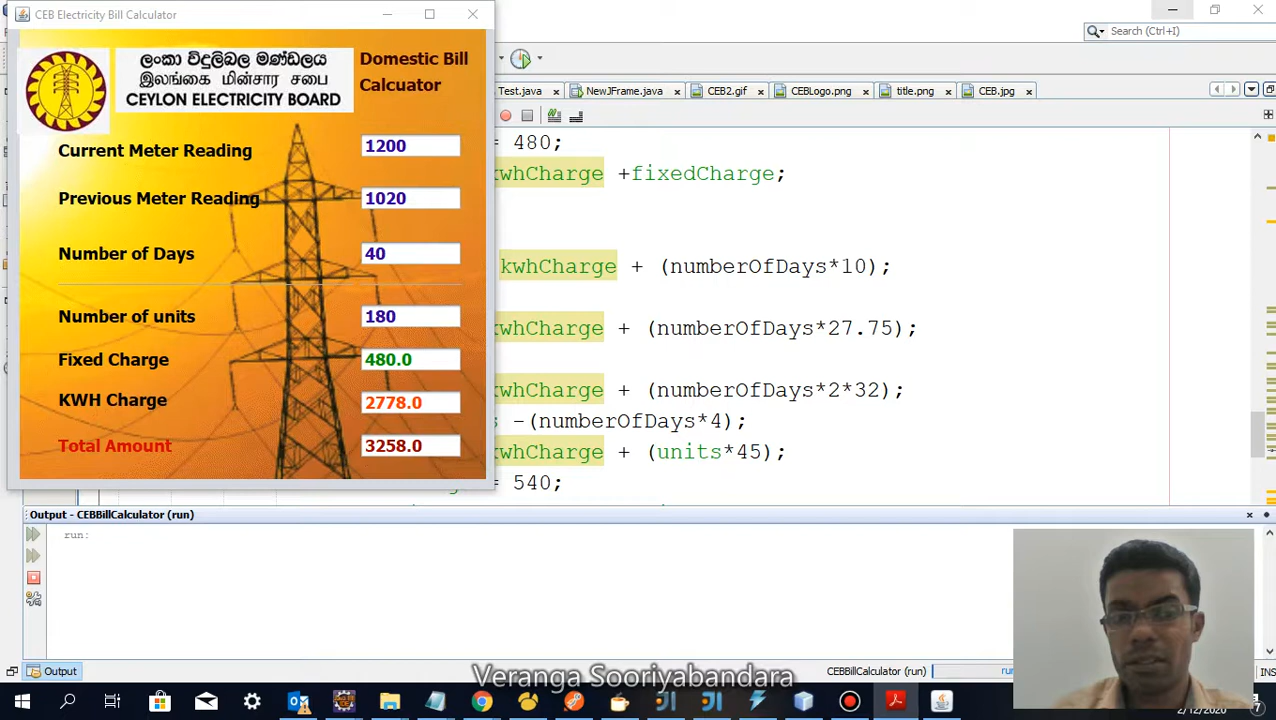 CEB Electricity Bill Calculator
ලංකා විදුලිබල මණ්ඩලය
இலங்கை மின்சார சபை
CEYLON ELECTRICITY BOARD
Domestic Bill
Calcuator
Current Meter Reading
1200
Previous Meter Reading
1020
Number of Days
40
Number of units
180
Fixed Charge
480.0
KWH Charge
2778.0
Total Amount
3258.0
Search (Ctrl+I)
Test.java
NewJFrame.java
CEB2.gif
CEBLogo.png
title.png
CEB.jpg
= 480;
kwhCharge +fixedCharge;
kwhCharge + (numberOfDays*10);
kwhCharge + (numberOfDays*27.75);
kwhCharge + (numberOfDays*2*32);
s -(numberOfDays*4);
kwhCharge + (units*45);
= 540;
Output - CEBBillCalculator (run)
run:
Output
CEBBillCalculator (run)
INS
Veranga Sooriyabandara
2/12/2020